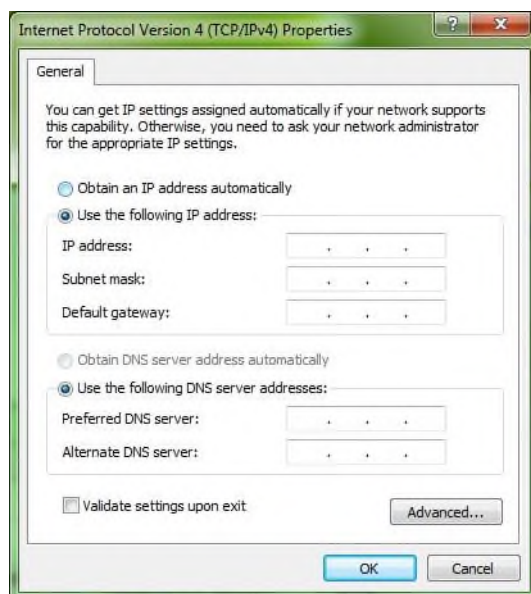 Internet Protocol Version 4 (TCP/IPv4) Properties
General
You can get IP settings assigned automatically if your network supports
this capability. Otherwise, you need to ask your network administrator
for the appropriate IP settings.
Obtain an IP address automatically
Use the following IP address:
IP address:
Subnet mask:
Default gateway:
Obtain DNS server address automatically
Use the following DNS server addresses:
Preferred DNS server:
Alternate DNS server:
Validate settings upon exit
Advanced...
OK
Cancel